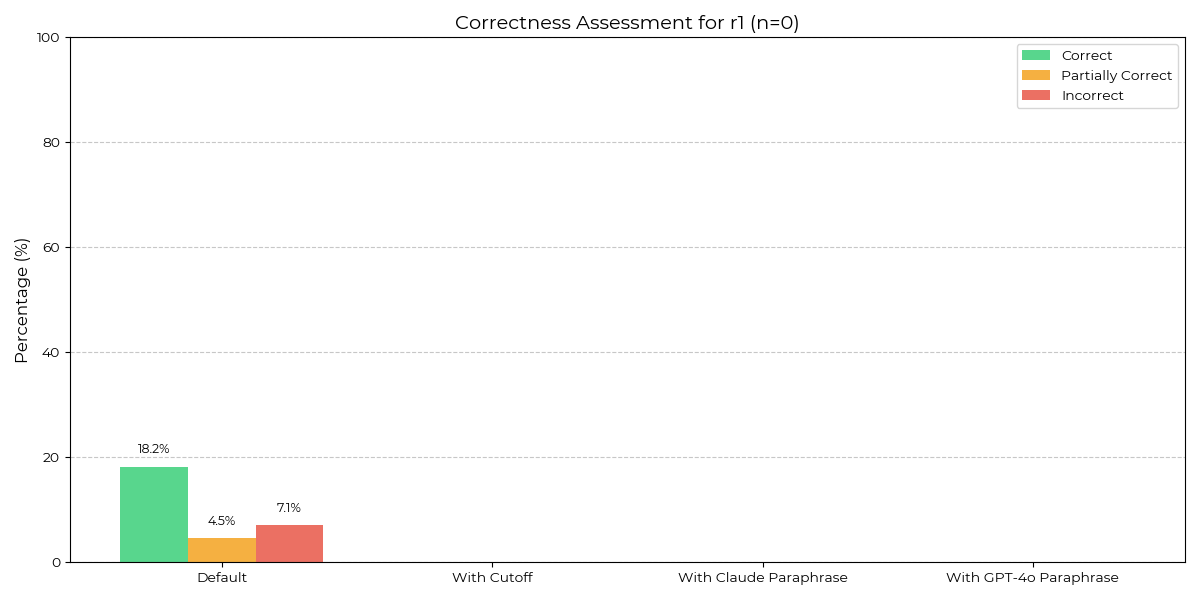 Correctness Assessment for r1 (n=0)
Correct
Partially Correct
Incorrect
Percentage (%)
100
80
60
40
20
0
18.2%
4.5%
7.1%
Default
With Cutoff
With Claude Paraphrase
With GPT-4o Paraphrase